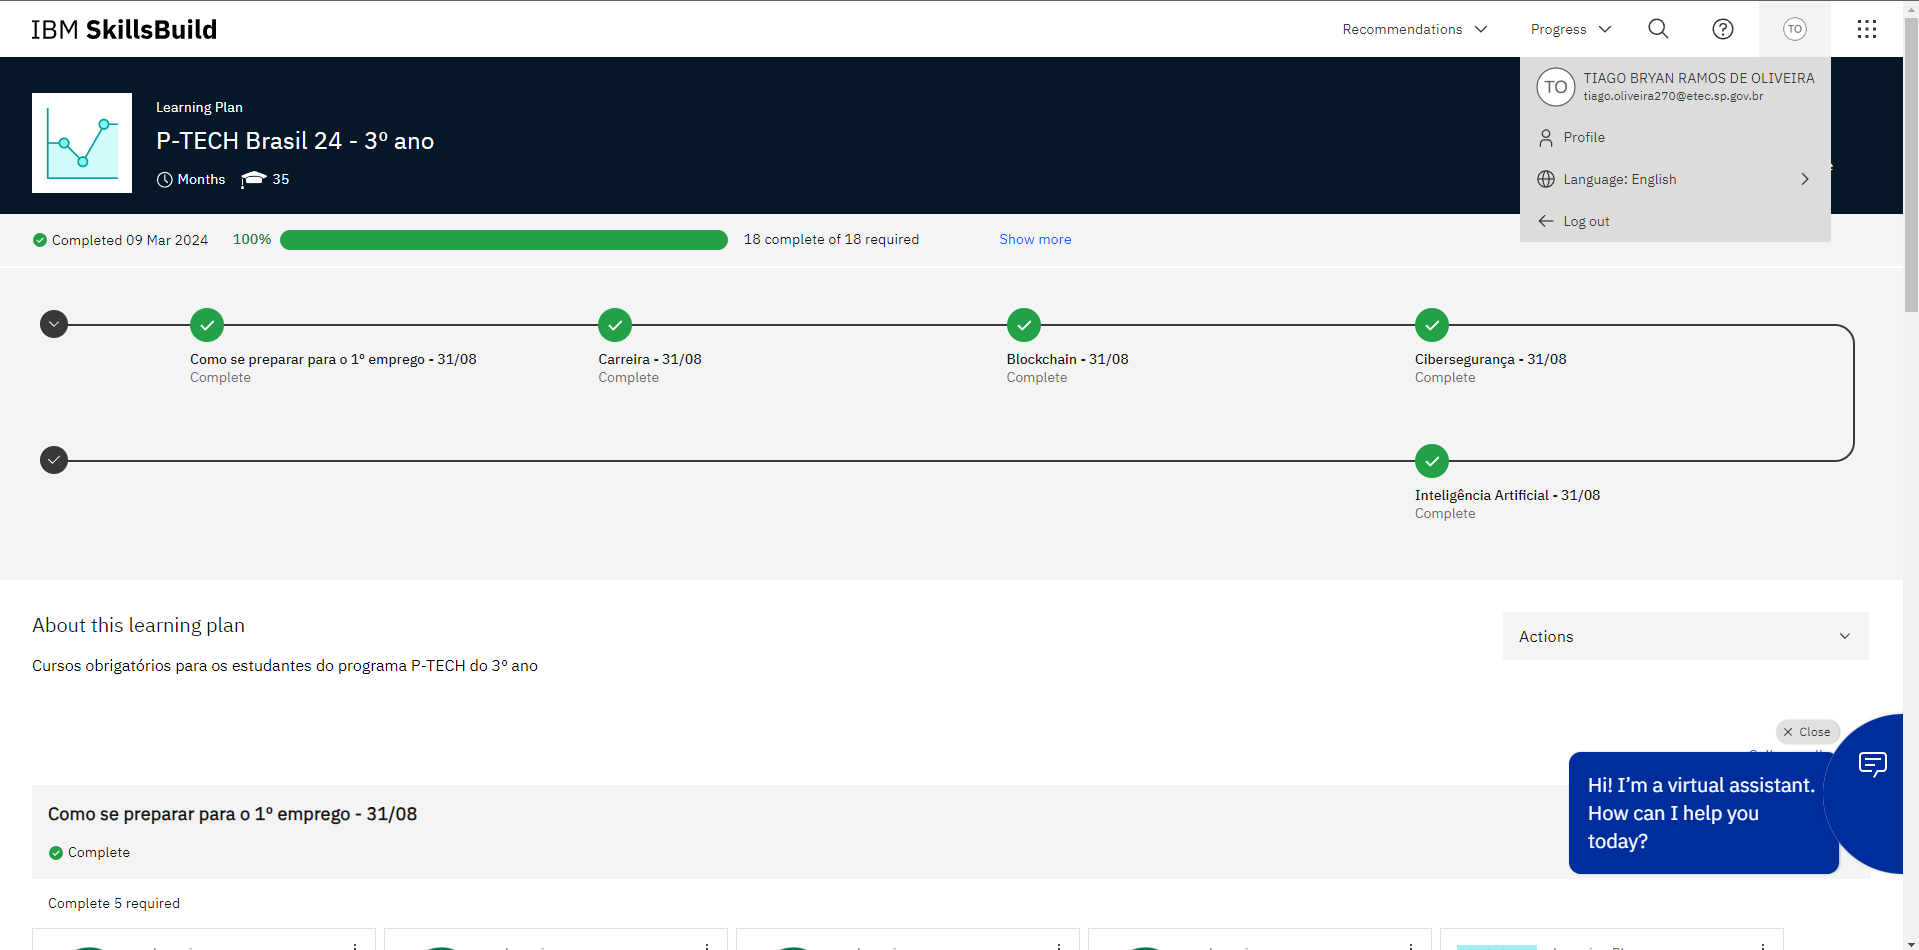 IBM SkillsBuild
Recommendations
Progress
TO
TO
TIAGO BRYAN RAMOS DE OLIVEIRA
tiago.oliveira270@etec.sp.gov.br
Profile
Language: English
Log out
Learning Plan
P-TECH Brasil 24 - 3º ano
Months
35
Completed 09 Mar 2024
100%
18 complete of 18 required
Show more
Como se preparar para o 1º emprego - 31/08
Complete
Carreira - 31/08
Complete
Blockchain - 31/08
Complete
Cibersegurança - 31/08
Complete
Inteligência Artificial - 31/08
Complete
About this learning plan
Actions
Cursos obrigatórios para os estudantes do programa P-TECH do 3º ano
Close
Hi! I’m a virtual assistant.
How can I help you
today?
Como se preparar para o 1º emprego - 31/08
Complete
Complete 5 required